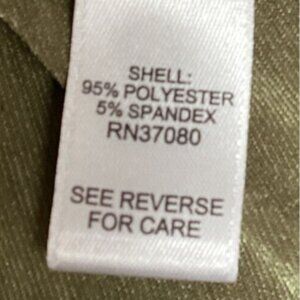 SHELL:
95% POLYESTER
5% SPANDEX
RN37080
SEE REVERSE
FOR CARE